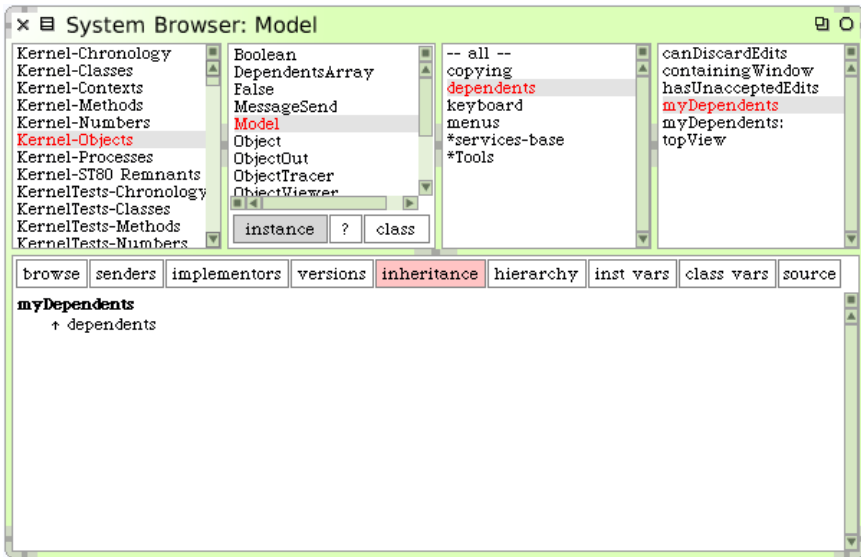 System Browser: Model
Kernel-Chronology
Kernel-Classes
Kernel-Contexts
Kernel-Methods
Kernel-Numbers
Kernel-Objects
Kernel-Processes
Kernel-ST80 Remnants
KernelTests-Chronology
KernelTests-Classes
KernelTests-Methods
KernelTests-Numbers
Boolean
DependentsArray
False
MessageSend
Model
Object
ObjectOut
ObjectTracer
ObjectViewer
instance ? class
-- all --
copying
dependents
keyboard
menus
*services-base
*Tools
canDiscardEdits
containingWindow
hasUnacceptedEdits
myDependents
myDependents:
topView
browse senders implementors versions inheritance hierarchy inst vars class vars source
myDependents
↑ dependents